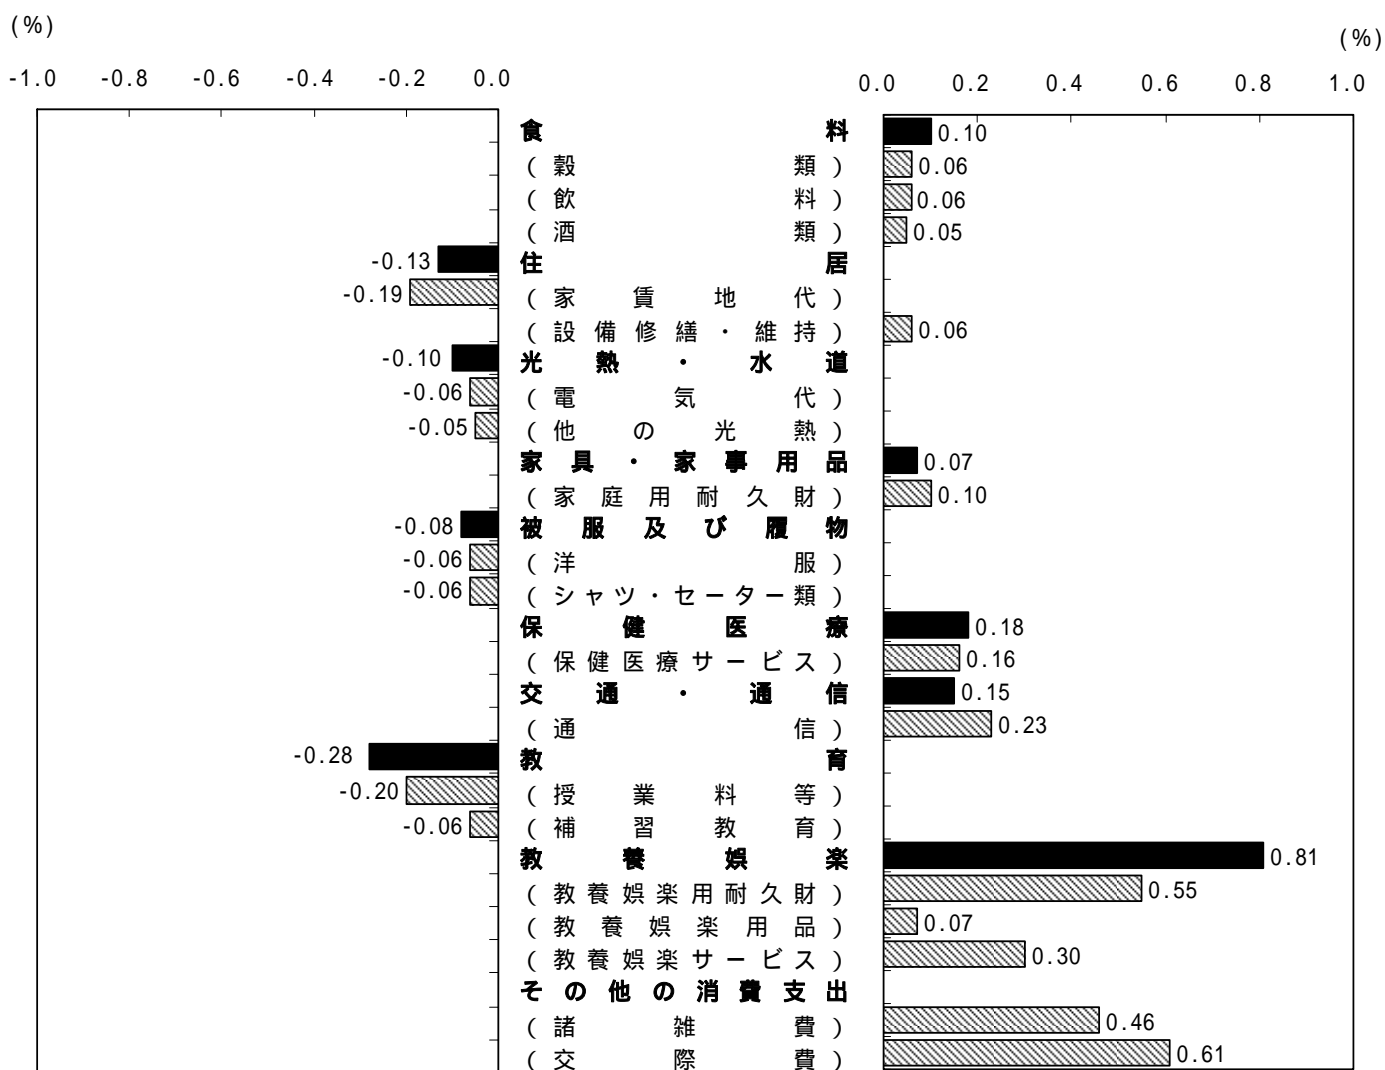 (%)
(%)
-1.0 -0.8 -0.6 -0.4 -0.2 0.0
0.0 0.2 0.4 0.6 0.8 1.0
食料 0.10
(穀類) 0.06
(飲料) 0.06
(酒類) 0.05
-0.13 住居
-0.19 (家賃地代)
(設備修繕・維持) 0.06
-0.10 光熱・水道
-0.06 (電気代)
-0.05 (他の光熱)
家具・家事用品 0.07
(家庭用耐久財) 0.10
-0.08 被服及び履物
-0.06 (洋服)
-0.06 (シャツ・セーター類)
保健医療 0.18
(保健医療サービス) 0.16
交通・通信 0.15
(通信) 0.23
-0.28 教育
-0.20 (授業料等)
-0.06 (補習教育)
教養娯楽 0.81
(教養娯楽用耐久財) 0.55
(教養娯楽用品) 0.07
(教養娯楽サービス) 0.30
その他の消費支出
(諸雑費) 0.46
(交際費) 0.61